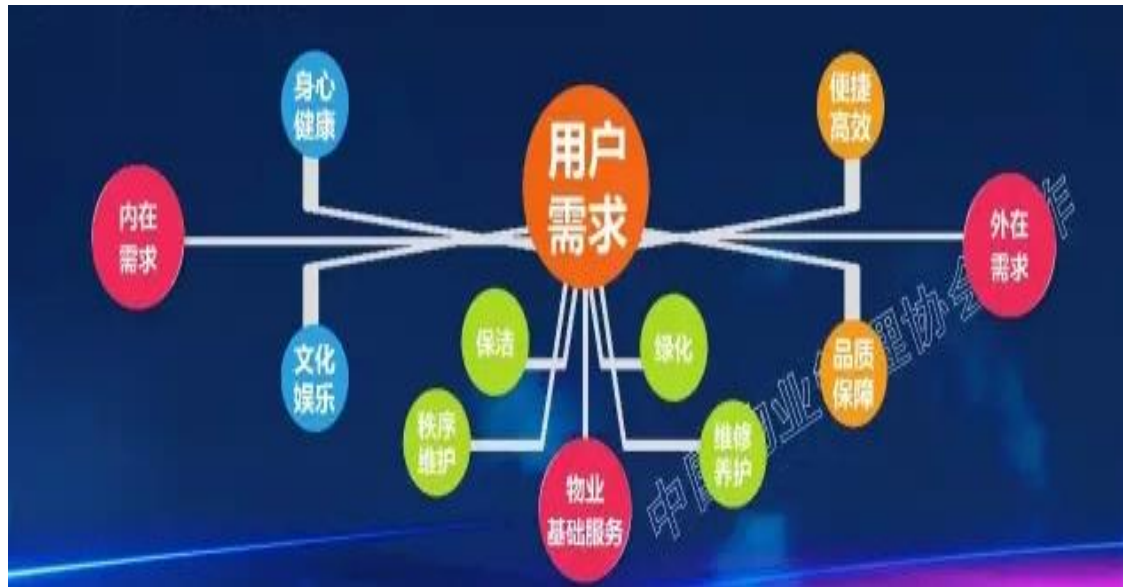 身心
健康
用户
需求
便捷
高效
内在
需求
外在
需求
保洁
绿化
文化
娱乐
品质
保障
秩序
维护
维修
养护
物业
基础服务